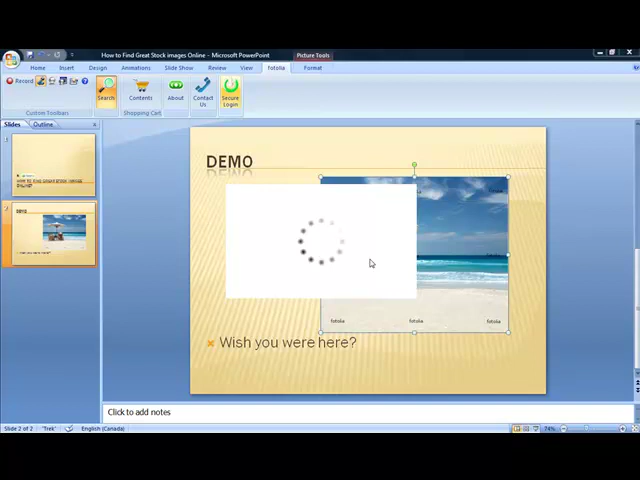 How to Find Great Stock images Online - Microsoft PowerPoint
Picture Tools
Home Insert Design Animations Slide Show Review View Fotolia Format
Record
Search Contents About Contact Us Secure Login
Custom Toolbars Shopping Cart
Slides Outline
DEMO
fotolia fotolia fotolia
Wish you were here?
DEMO
Click to add notes
Slide 2 of 2 "Trek" English (Canada) 74%